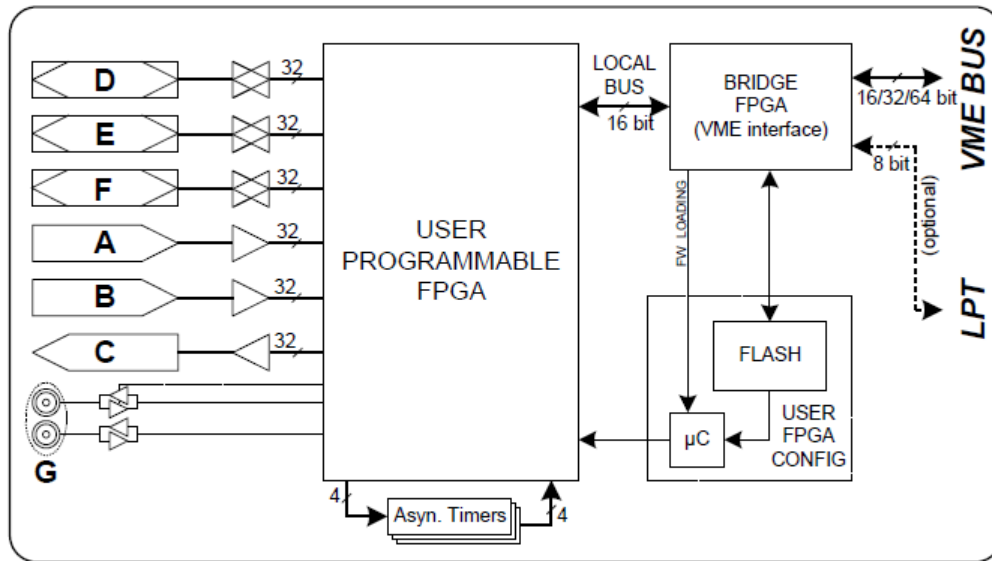 D
32
E
32
F
32
A
32
B
32
C
32
G
USER
PROGRAMMABLE
FPGA
4
Asyn. Timers
4
LOCAL
BUS
16 bit
BRIDGE
FPGA
(VME interface)
16/32/64 bit
8 bit
(optional)
VME BUS
LPT
FW LOADING
FLASH
µC
USER
FPGA
CONFIG